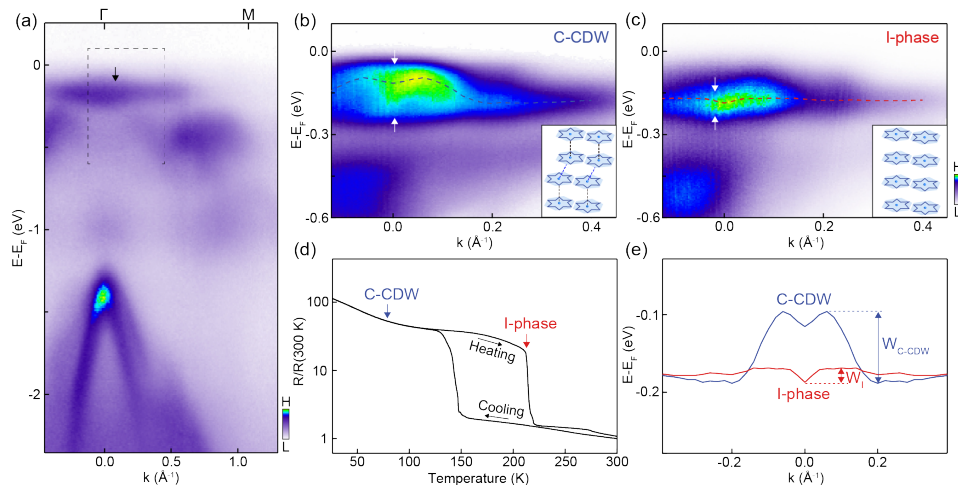 (a)
Γ
M
0
-1
-2
E-E_F (eV)
0.0
0.5
1.0
k (Å⁻¹)
H
L
(b)
C-CDW
0.0
-0.3
-0.6
E-E_F (eV)
0.0
0.2
0.4
k (Å⁻¹)
(c)
I-phase
0.0
-0.3
-0.6
E-E_F (eV)
0.0
0.2
0.4
k (Å⁻¹)
H
L
(d)
C-CDW
I-phase
Heating
Cooling
100
10
1
R/R(300 K)
50
100
150
200
250
300
Temperature (K)
(e)
C-CDW
W_C-CDW
W_I
I-phase
-0.1
-0.2
E-E_F (eV)
-0.2
0.0
0.2
k (Å⁻¹)